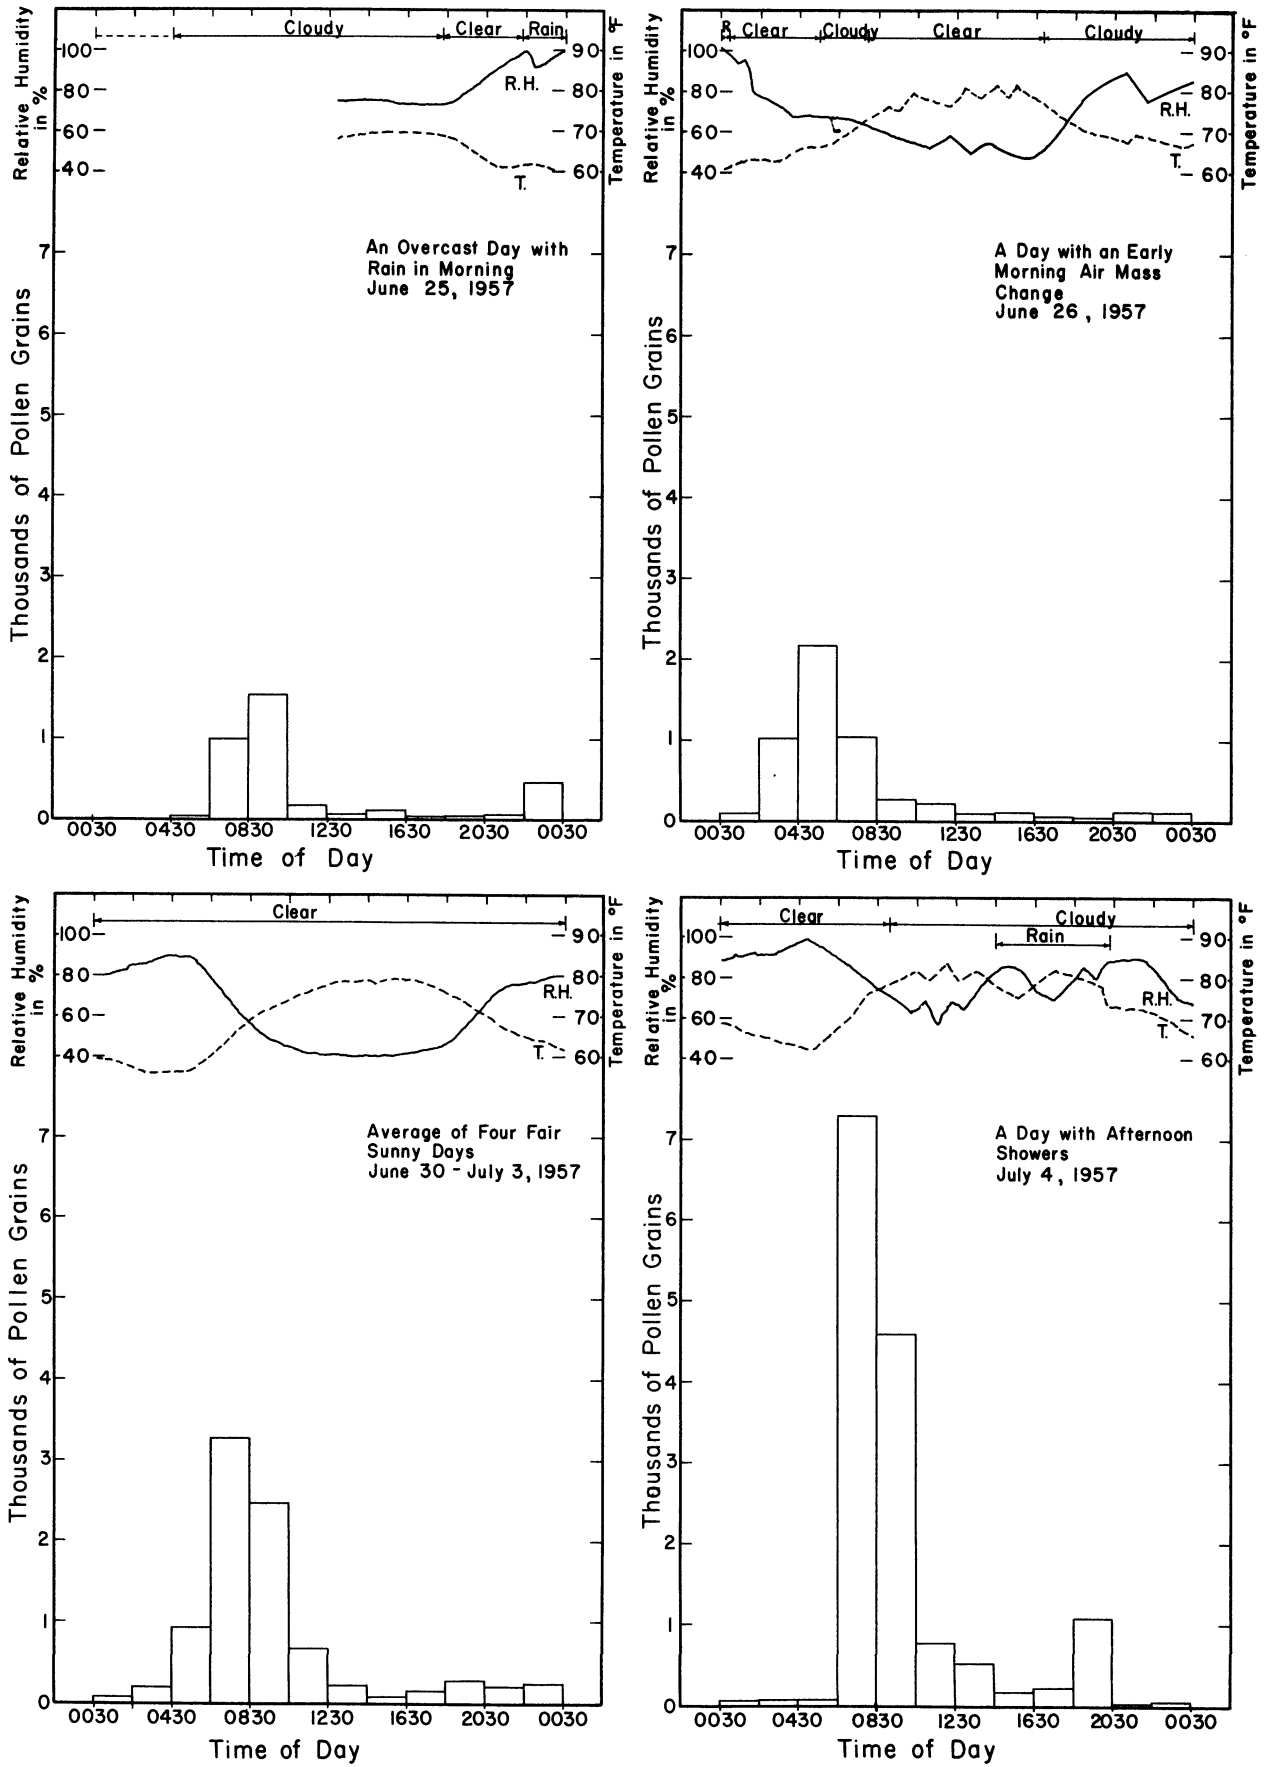 Cloudy Clear Rain
Relative Humidity
in %
100
80
60
40
R.H.
T.
90
80
70
60
Temperature in °F
An Overcast Day with
Rain in Morning
June 25, 1957
Thousands of Pollen Grains
7
6
5
4
3
2
1
0
0030 0430 0830 1230 1630 2030 0030
Time of Day
R Clear Cloudy Clear Cloudy
Relative Humidity
in %
100
80
60
40
R.H.
T.
90
80
70
60
Temperature in °F
A Day with an Early
Morning Air Mass
Change
June 26, 1957
Thousands of Pollen Grains
7
6
5
4
3
2
1
0
0030 0430 0830 1230 1630 2030 0030
Time of Day
Clear
Relative Humidity
in %
100
80
60
40
R.H.
T.
90
80
70
60
Temperature in °F
Average of Four Fair
Sunny Days
June 30 - July 3, 1957
Thousands of Pollen Grains
7
6
5
4
3
2
1
0
0030 0430 0830 1230 1630 2030 0030
Time of Day
Clear Cloudy
Rain
Relative Humidity
in %
100
80
60
40
R.H.
T.
90
80
70
60
Temperature in °F
A Day with Afternoon
Showers
July 4, 1957
Thousands of Pollen Grains
7
6
5
4
3
2
1
0
0030 0430 0830 1230 1630 2030 0030
Time of Day